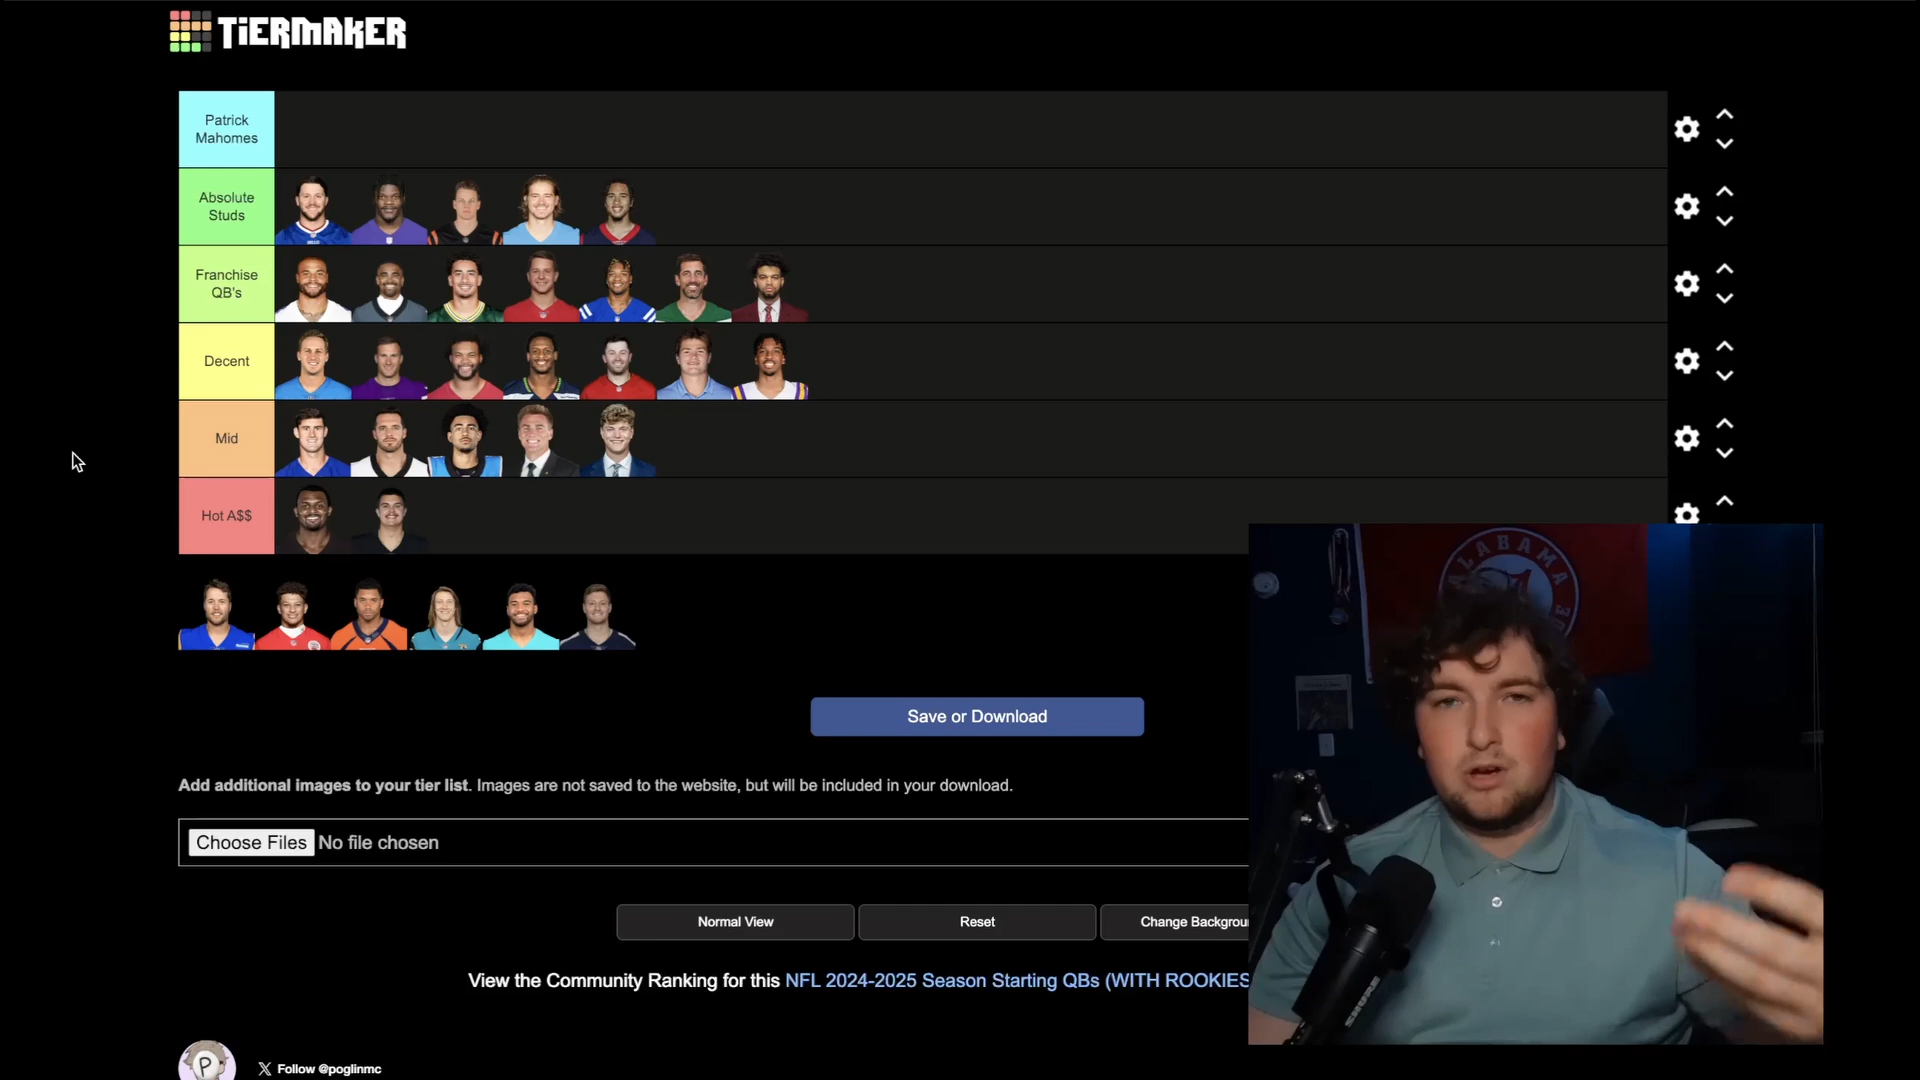 TiERMAKER
Patrick
Mahomes
Absolute
Studs
Franchise
QB's
Decent
Mid
Hot A$$
ALABAMA
Save or Download
Add additional images to your tier list. Images are not saved to the website, but will be included in your download.
Choose Files No file chosen
Normal View
Reset
Change Backgrou
SHURE
View the Community Ranking for this NFL 2024-2025 Season Starting QBs (WITH ROOKIES
P
X Follow @poglinmc